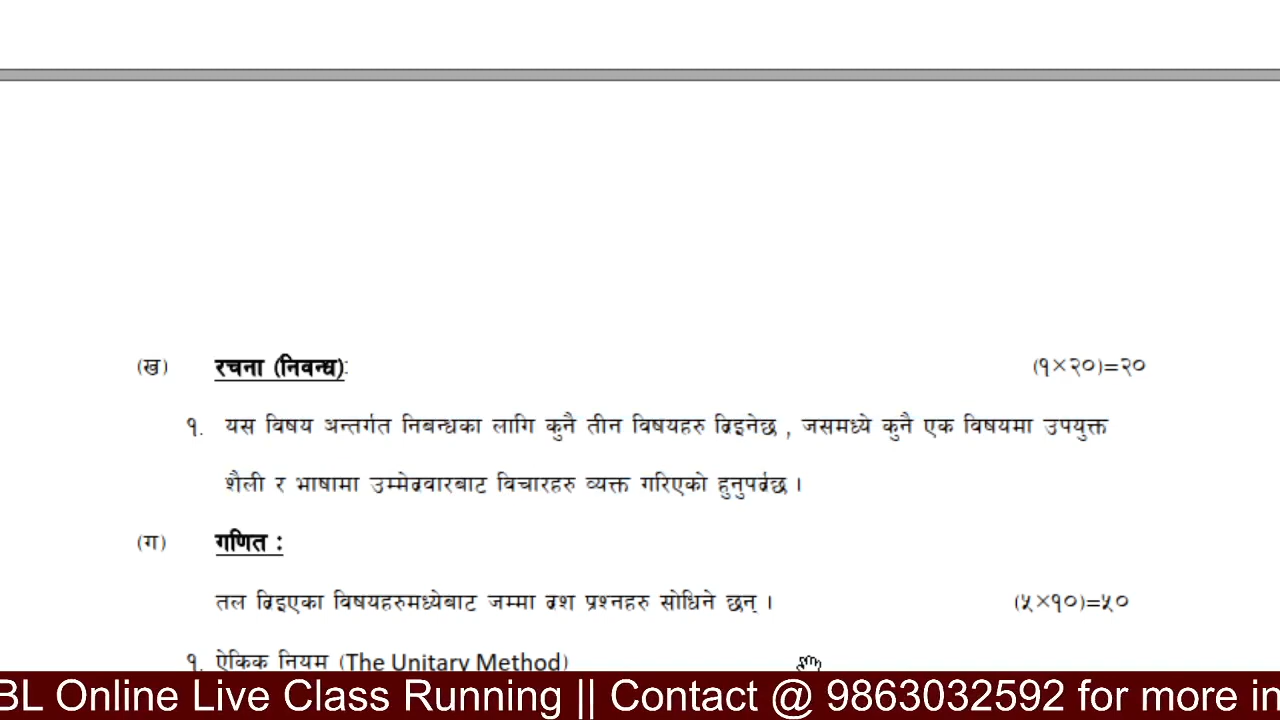 (ख) रचना (निवन्ध): (१×२०)=२०
१. यस विषय अन्तर्गत निबन्धका लागि कुनै तीन विषयहरु दिइनेछ , जसमध्ये कुनै एक विषयमा उपयुक्त
शैली र भाषामा उम्मेदवारबाट विचारहरु व्यक्त गरिएको हुनुपर्दछ ।
(ग) गणित :
तल दिइएका विषयहरुमध्येबाट जम्मा दश प्रश्नहरु सोधिने छन् । (५×१०)=५०
१. ऐकिक नियम (The Unitary Method)
BL Online Live Class Running || Contact @ 9863032592 for more in